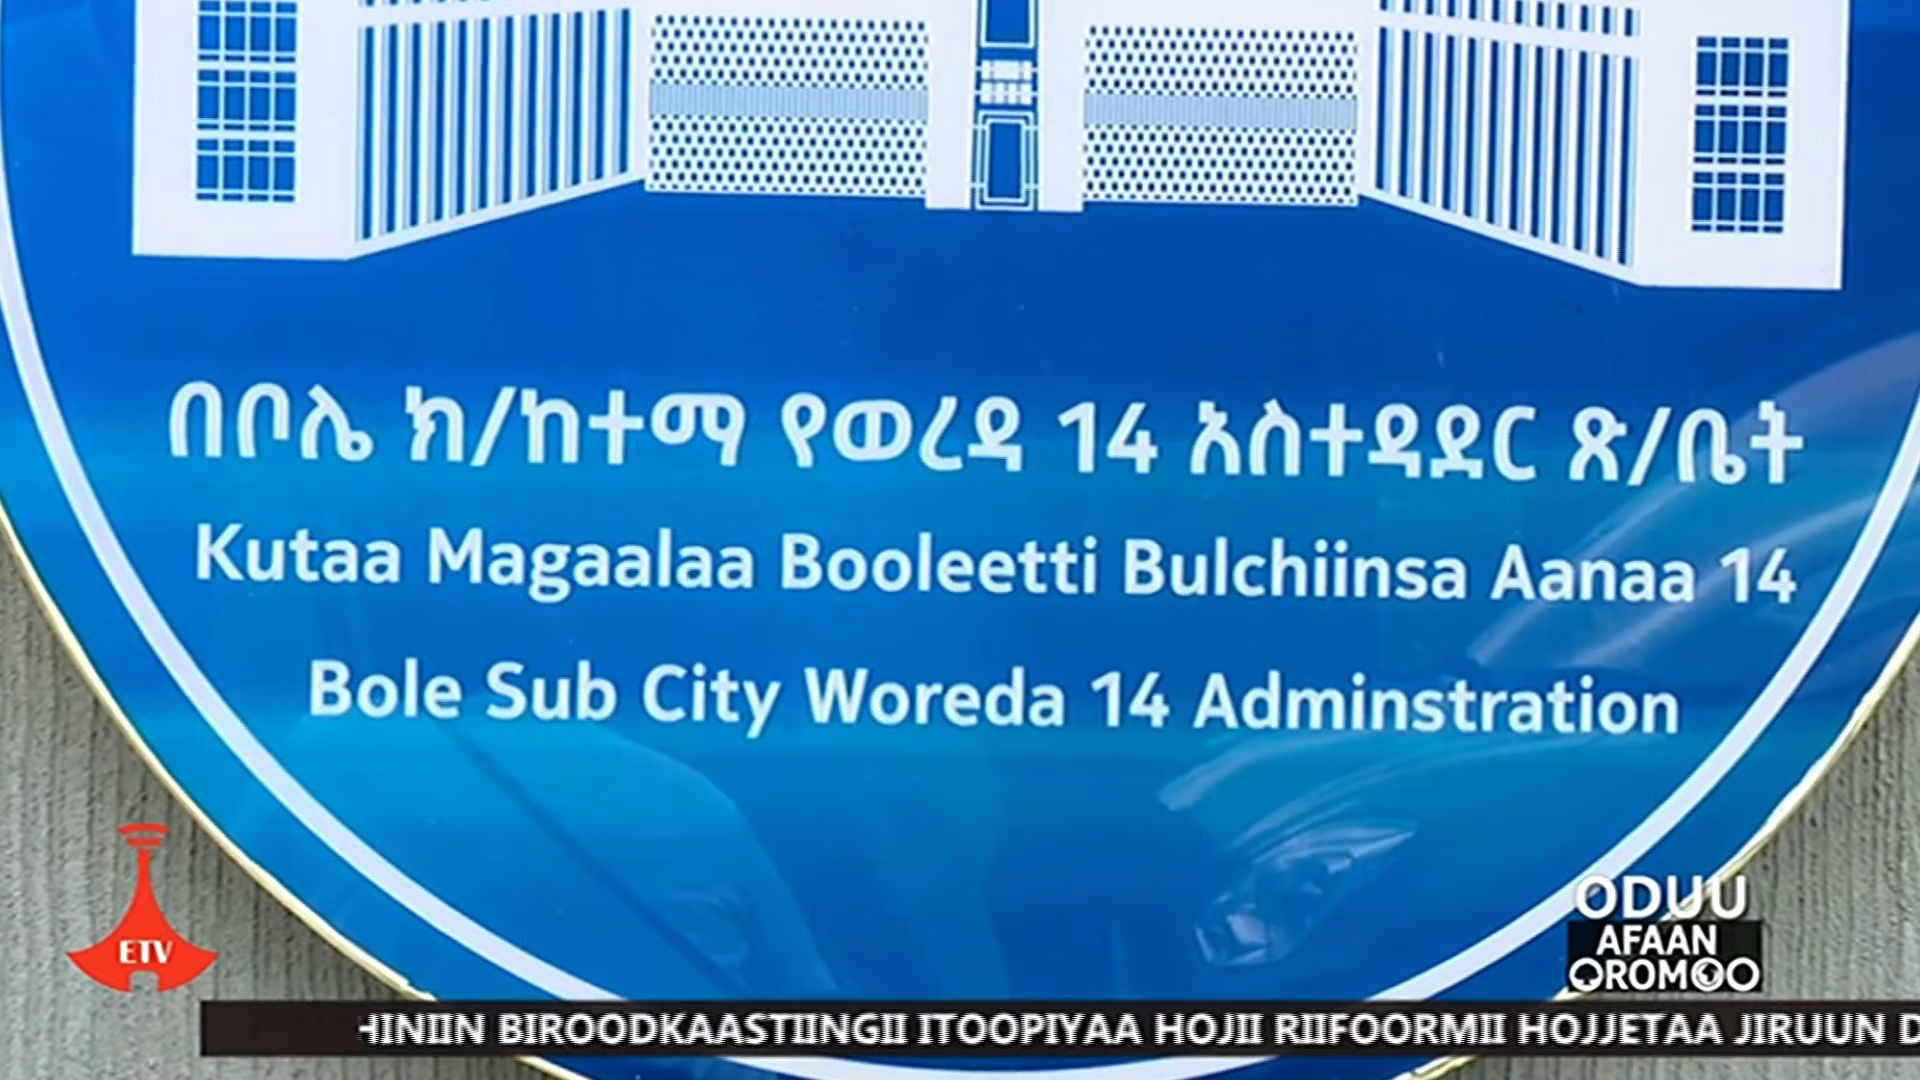 በቦሌ ክ/ከተማ የወረዳ 14 አስተዳደር ጽ/ቤት
Kutaa Magaalaa Booleetti Bulchiinsa Aanaa 14
Bole Sub City Woreda 14 Adminstration
ETV
ODUU
AFAAN
OROMOO
BIROODKAASTIINGII ITOOPIYAA HOJII RIIFOORMII HOJJETAA JIRUUN